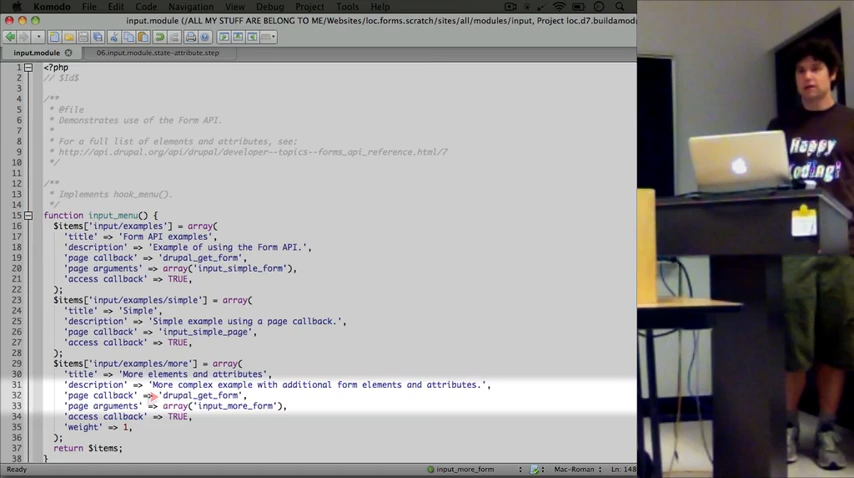 Komodo File Edit Code Navigation View Debug Project Tools Window Help
input.module (/ALL MY STUFF ARE BELONG TO ME/Websites/loc.forms.scratch/sites/all/modules/input, Project loc.d7.buildamodu
input.module 06.input.module.state-attribute.step
1 <?php
2 // $Id$
3
4 /**
5 * @file
6 * Demonstrates use of the Form API.
7 *
8 * For a full list of elements and attributes, see:
9 * http://api.drupal.org/api/drupal/developer--topics--forms_api_reference.html/7
10 */
11
12 /**
13 * Implements hook_menu().
14 */
15 function input_menu() {
16 $items['input/examples'] = array(
17 'title' => 'Form API examples',
18 'description' => 'Example of using the Form API.',
19 'page callback' => 'drupal_get_form',
20 'page arguments' => array('input_simple_form'),
21 'access callback' => TRUE,
22 );
23 $items['input/examples/simple'] = array(
24 'title' => 'Simple',
25 'description' => 'Simple example using a page callback.',
26 'page callback' => 'input_simple_page',
27 'access callback' => TRUE,
28 );
29 $items['input/examples/more'] = array(
30 'title' => 'More elements and attributes',
31 'description' => 'More complex example with additional form elements and attributes.',
32 'page callback' => 'drupal_get_form',
33 'page arguments' => array('input_more_form'),
34 'access callback' => TRUE,
35 'weight' => 1,
36 );
37 return $items;
38 }
Ready input_more_form Mac-Roman Ln: 148
Happy
Coding!